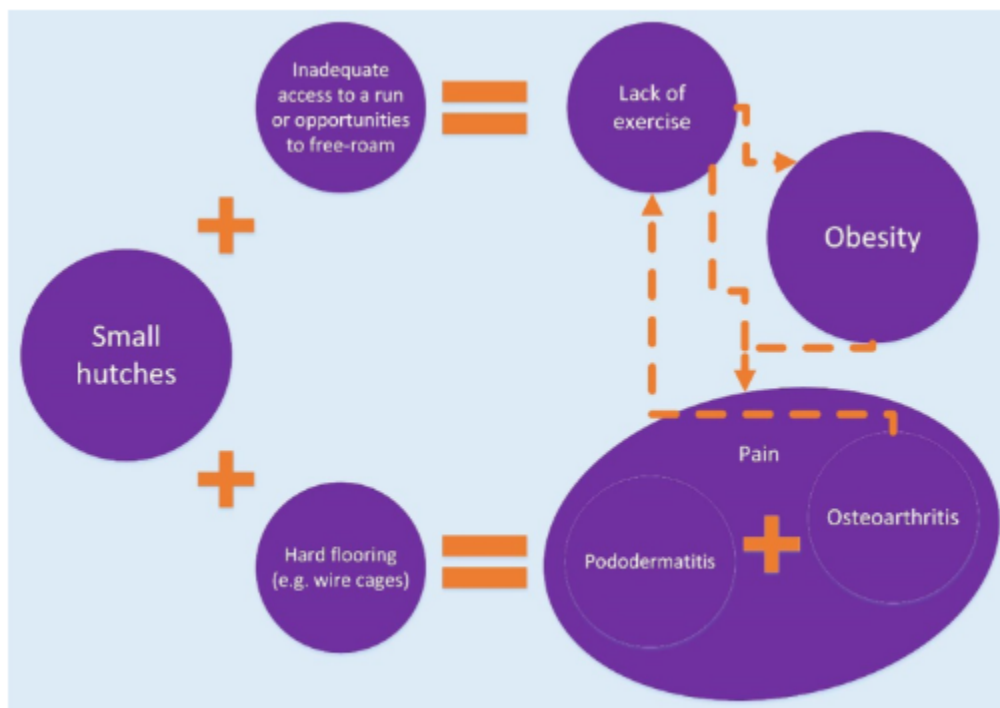 Inadequate
access to a run
or opportunities
to free-roam
Lack of
exercise
Obesity
Small
hutches
Hard flooring
(e.g. wire cages)
Pain
Pododermatitis
Osteoarthritis